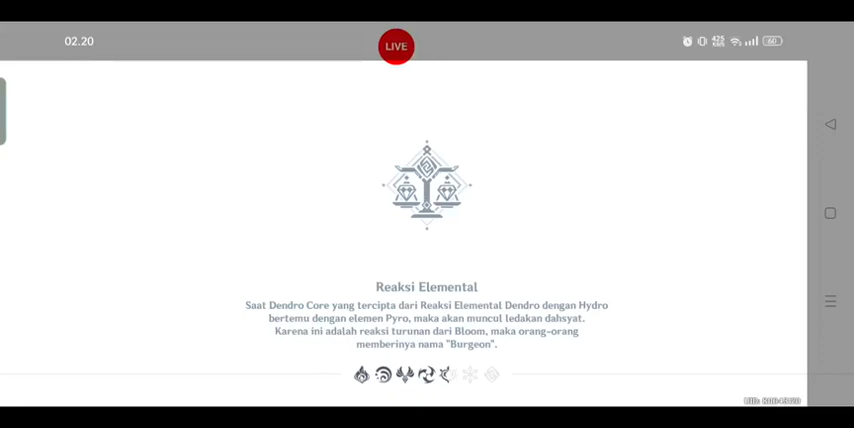 02.20
LIVE
60
Reaksi Elemental
Saat Dendro Core yang tercipta dari Reaksi Elemental Dendro dengan Hydro
bertemu dengan elemen Pyro, maka akan muncul ledakan dahsyat.
Karena ini adalah reaksi turunan dari Bloom, maka orang-orang
memberinya nama "Burgeon".